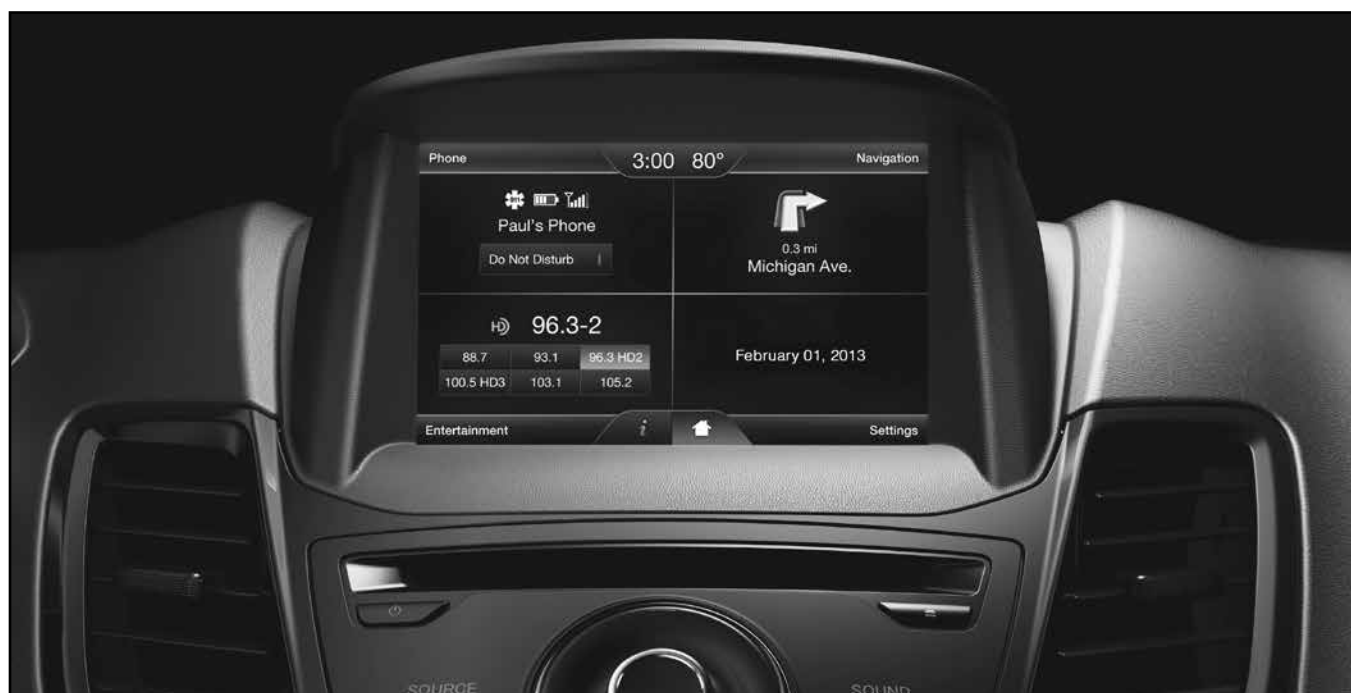 Phone 3:00 80° Navigation
Paul's Phone
Do Not Disturb
0.3 mi
Michigan Ave.
HD 96.3-2
88.7 93.1 96.3 HD2
100.5 HD3 103.1 105.2
February 01, 2013
Entertainment i Settings
SOURCE SOUND